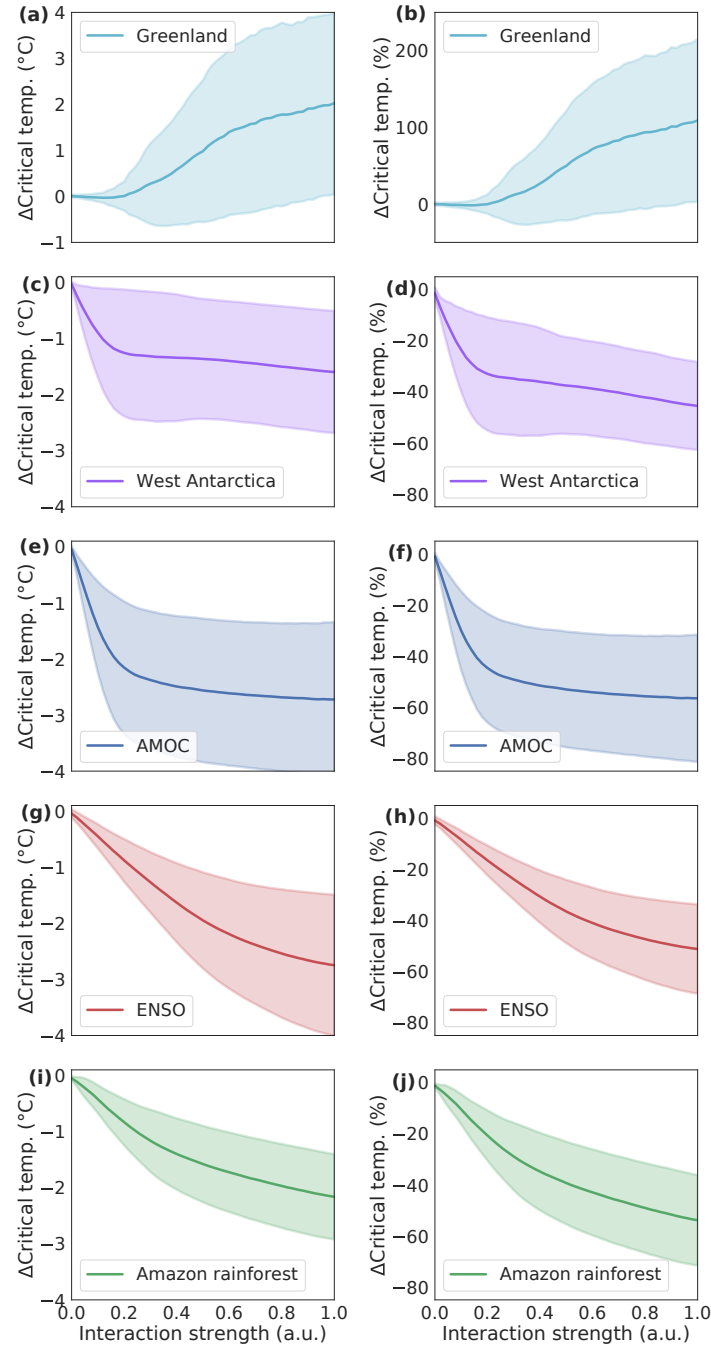 (a)
ΔCritical temp. (°C)
4
3
2
1
0
−1
Greenland
(b)
ΔCritical temp. (%)
200
100
0
Greenland
(c)
ΔCritical temp. (°C)
0
−1
−2
−3
−4
West Antarctica
(d)
ΔCritical temp. (%)
0
−20
−40
−60
−80
West Antarctica
(e)
ΔCritical temp. (°C)
0
−1
−2
−3
−4
AMOC
(f)
ΔCritical temp. (%)
0
−20
−40
−60
−80
AMOC
(g)
ΔCritical temp. (°C)
0
−1
−2
−3
−4
ENSO
(h)
ΔCritical temp. (%)
0
−20
−40
−60
−80
ENSO
(i)
ΔCritical temp. (°C)
0
−1
−2
−3
−4
Amazon rainforest
0.0 0.2 0.4 0.6 0.8 1.0
Interaction strength (a.u.)
(j)
ΔCritical temp. (%)
0
−20
−40
−60
−80
Amazon rainforest
0.0 0.2 0.4 0.6 0.8 1.0
Interaction strength (a.u.)